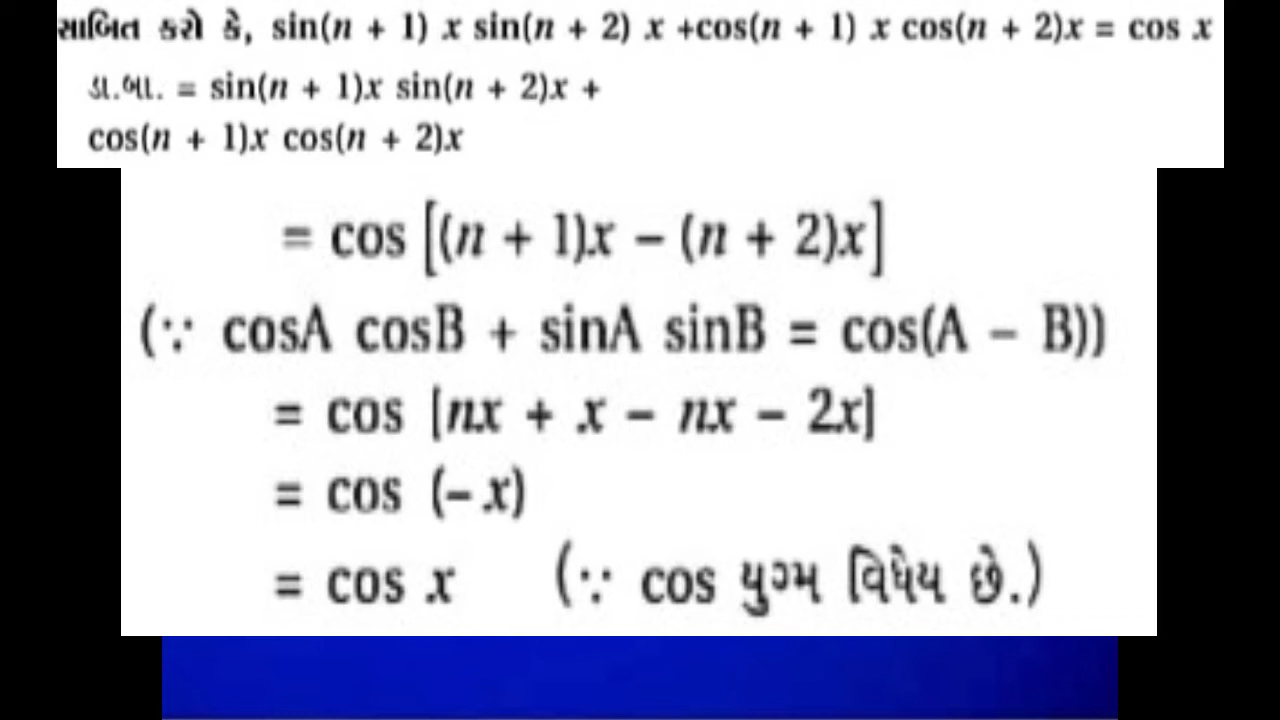 સાબિત કરો કે, sin(n + 1) x sin(n + 2) x +cos(n + 1) x cos(n + 2)x = cos x
ડા.બા. = sin(n + 1)x sin(n + 2)x +
cos(n + 1)x cos(n + 2)x
= cos [(n + 1)x – (n + 2)x]
(∵ cosA cosB + sinA sinB = cos(A – B))
= cos [nx + x – nx – 2x]
= cos (– x)
= cos x (∵ cos યુગ્મ વિધેય છે.)